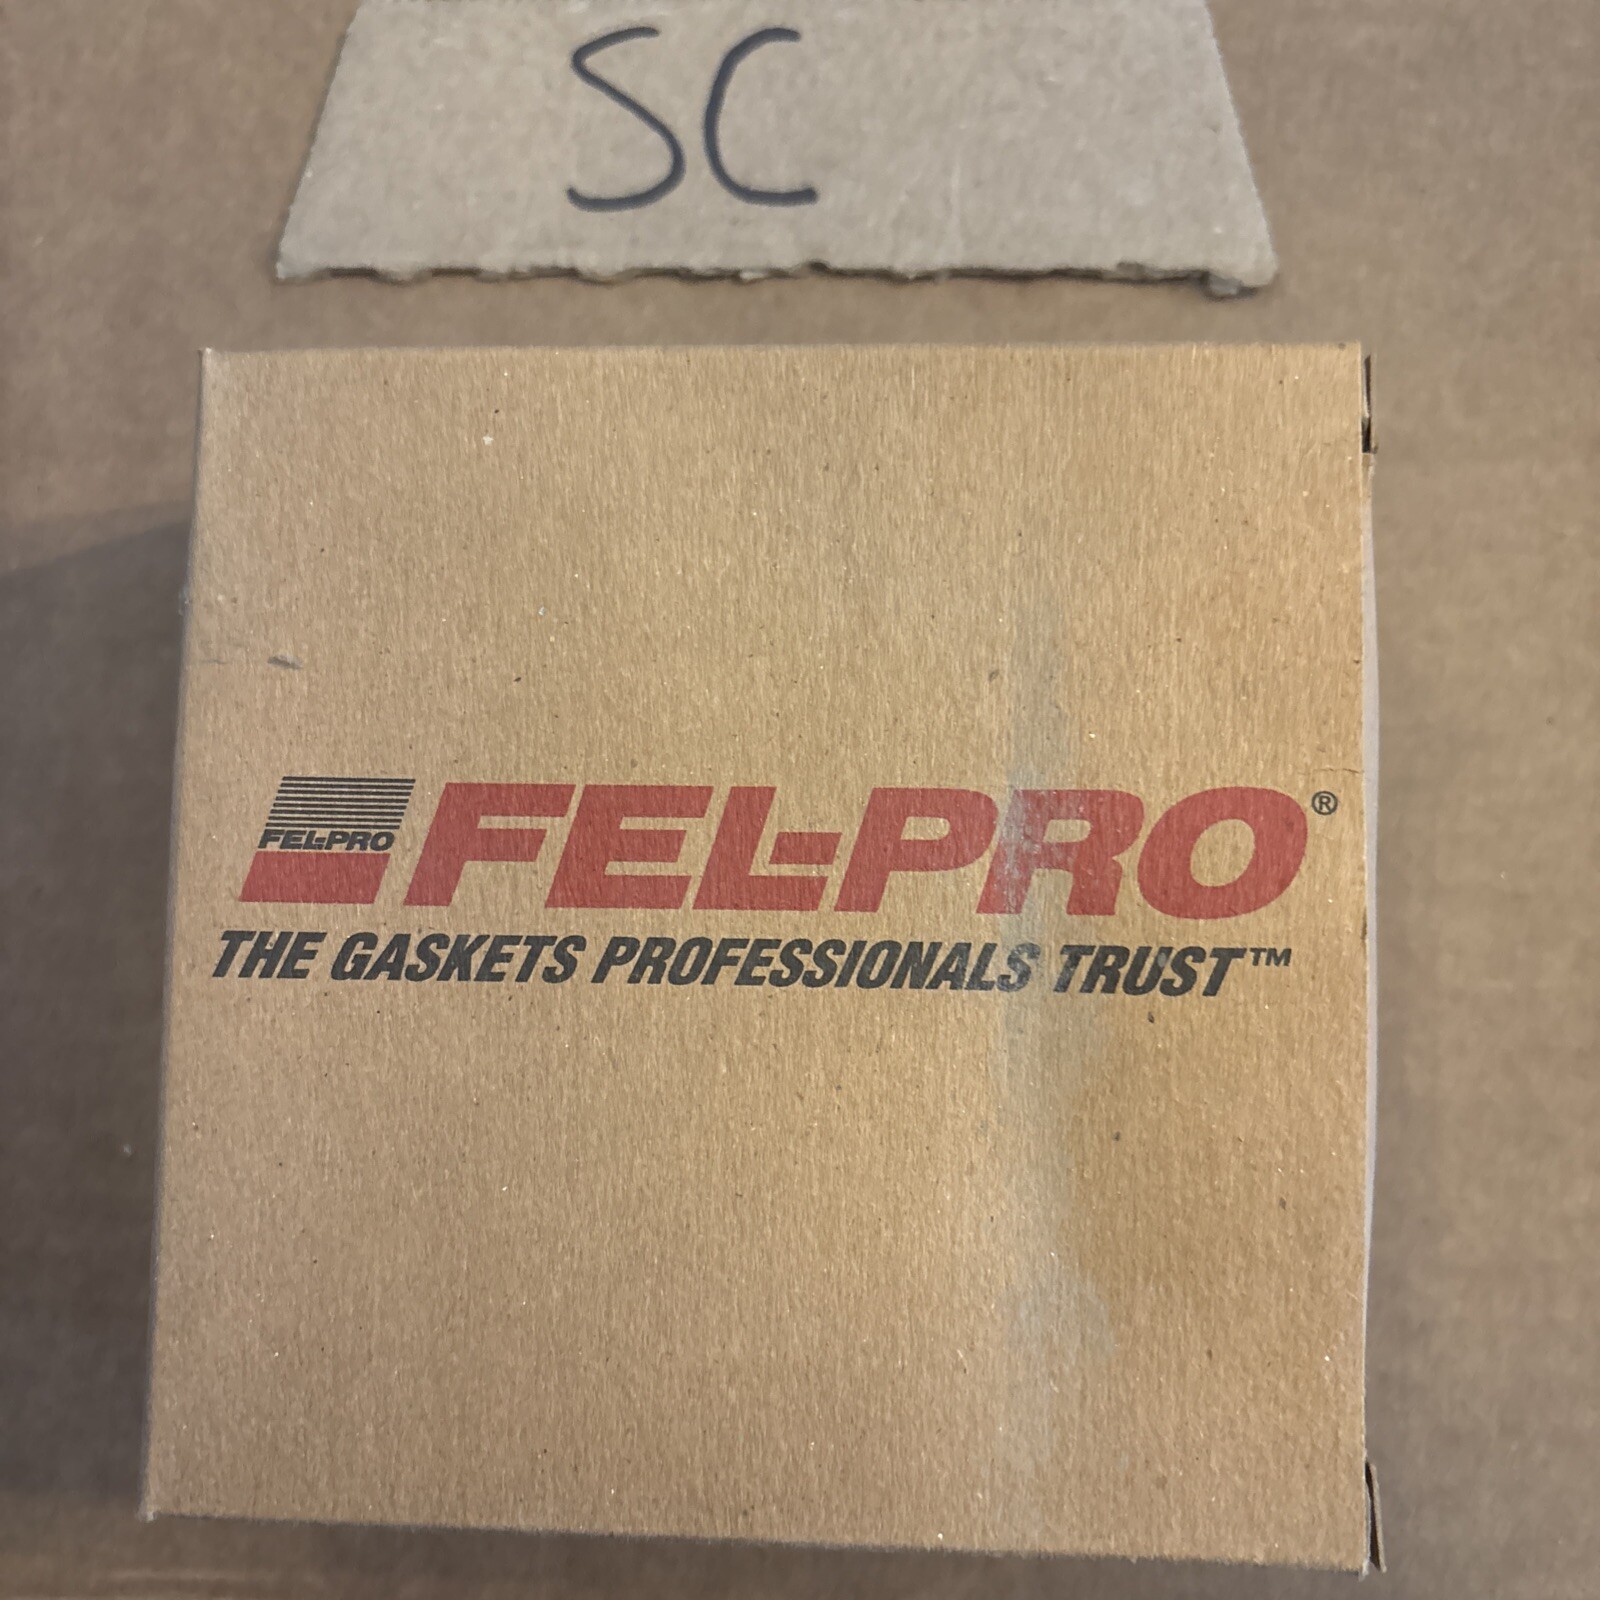 SC
FEL-PRO
FEL-PRO®
THE GASKETS PROFESSIONALS TRUST™